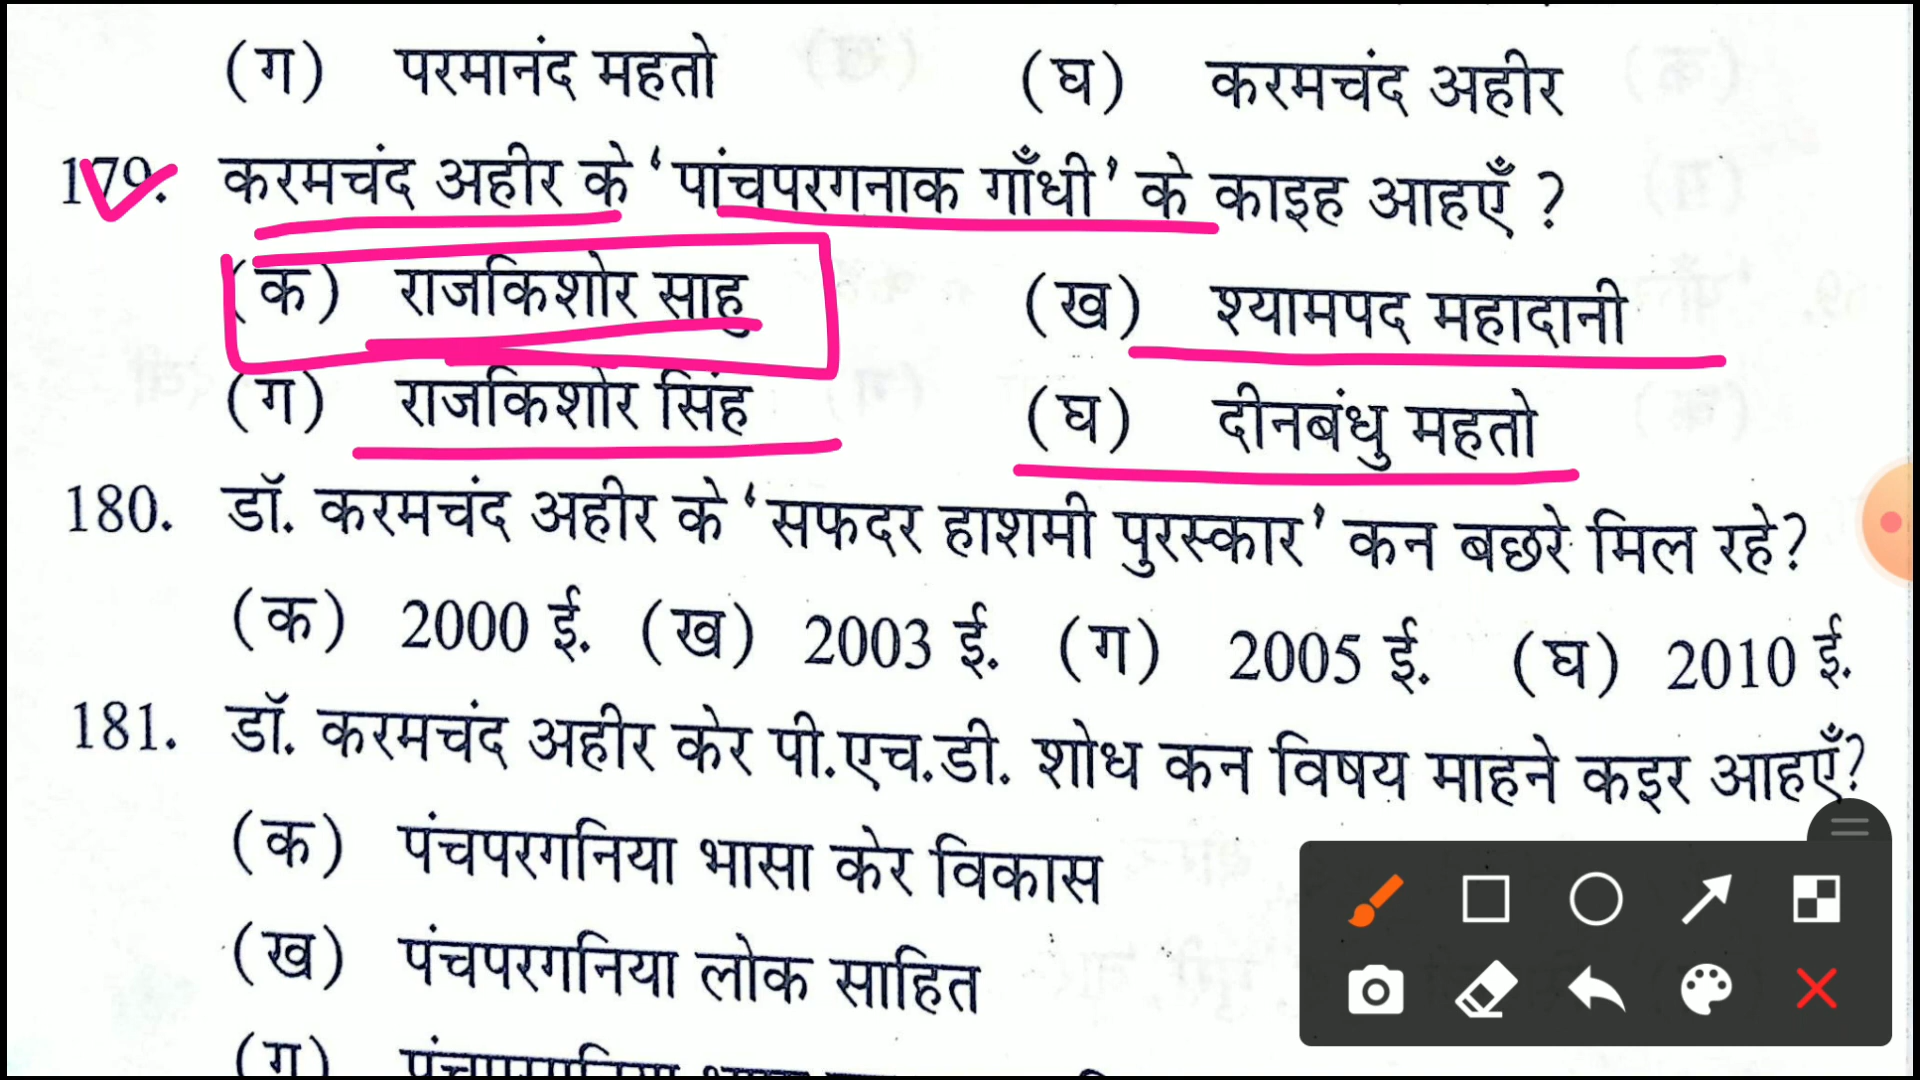 (ग) परमानंद महतो (घ) करमचंद अहीर
179. करमचंद अहीर के ‘पांचपरगनाक गाँधी’ के काइह आहएँ ?
(क) राजकिशोर साहु (ख) श्यामपद महादानी
(ग) राजकिशोर सिंह (घ) दीनबंधु महतो
180. डॉ. करमचंद अहीर के ‘सफदर हाशमी पुरस्कार’ कन बछरे मिल रहे?
(क) 2000 ई. (ख) 2003 ई. (ग) 2005 ई. (घ) 2010 ई.
181. डॉ. करमचंद अहीर केर पी.एच.डी. शोध कन विषय माहने कइर आहएँ?
(क) पंचपरगनिया भासा केर विकास
(ख) पंचपरगनिया लोक साहित
(ग) पंचपरगनिया